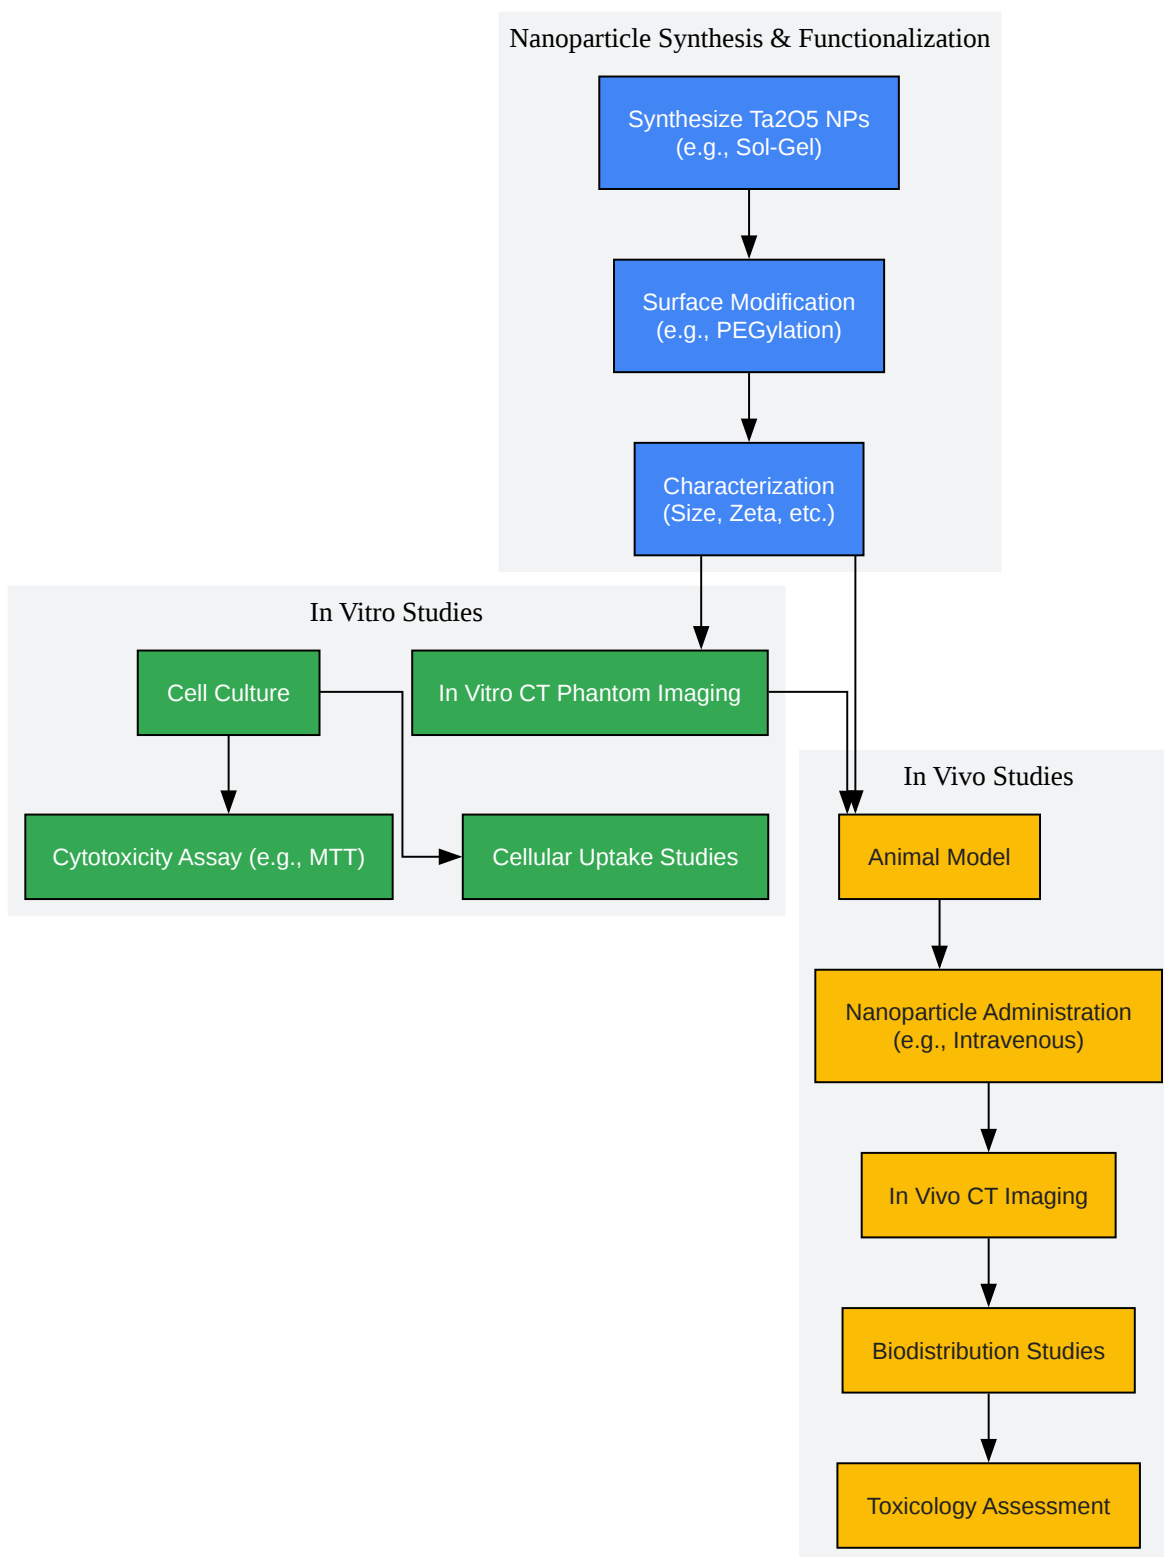 Nanoparticle Synthesis & Functionalization
Synthesize Ta2O5 NPs
(e.g., Sol-Gel)
Surface Modification
(e.g., PEGylation)
Characterization
(Size, Zeta, etc.)
In Vitro Studies
Cell Culture
In Vitro CT Phantom Imaging
Cytotoxicity Assay (e.g., MTT)
Cellular Uptake Studies
In Vivo Studies
Animal Model
Nanoparticle Administration
(e.g., Intravenous)
In Vivo CT Imaging
Biodistribution Studies
Toxicology Assessment